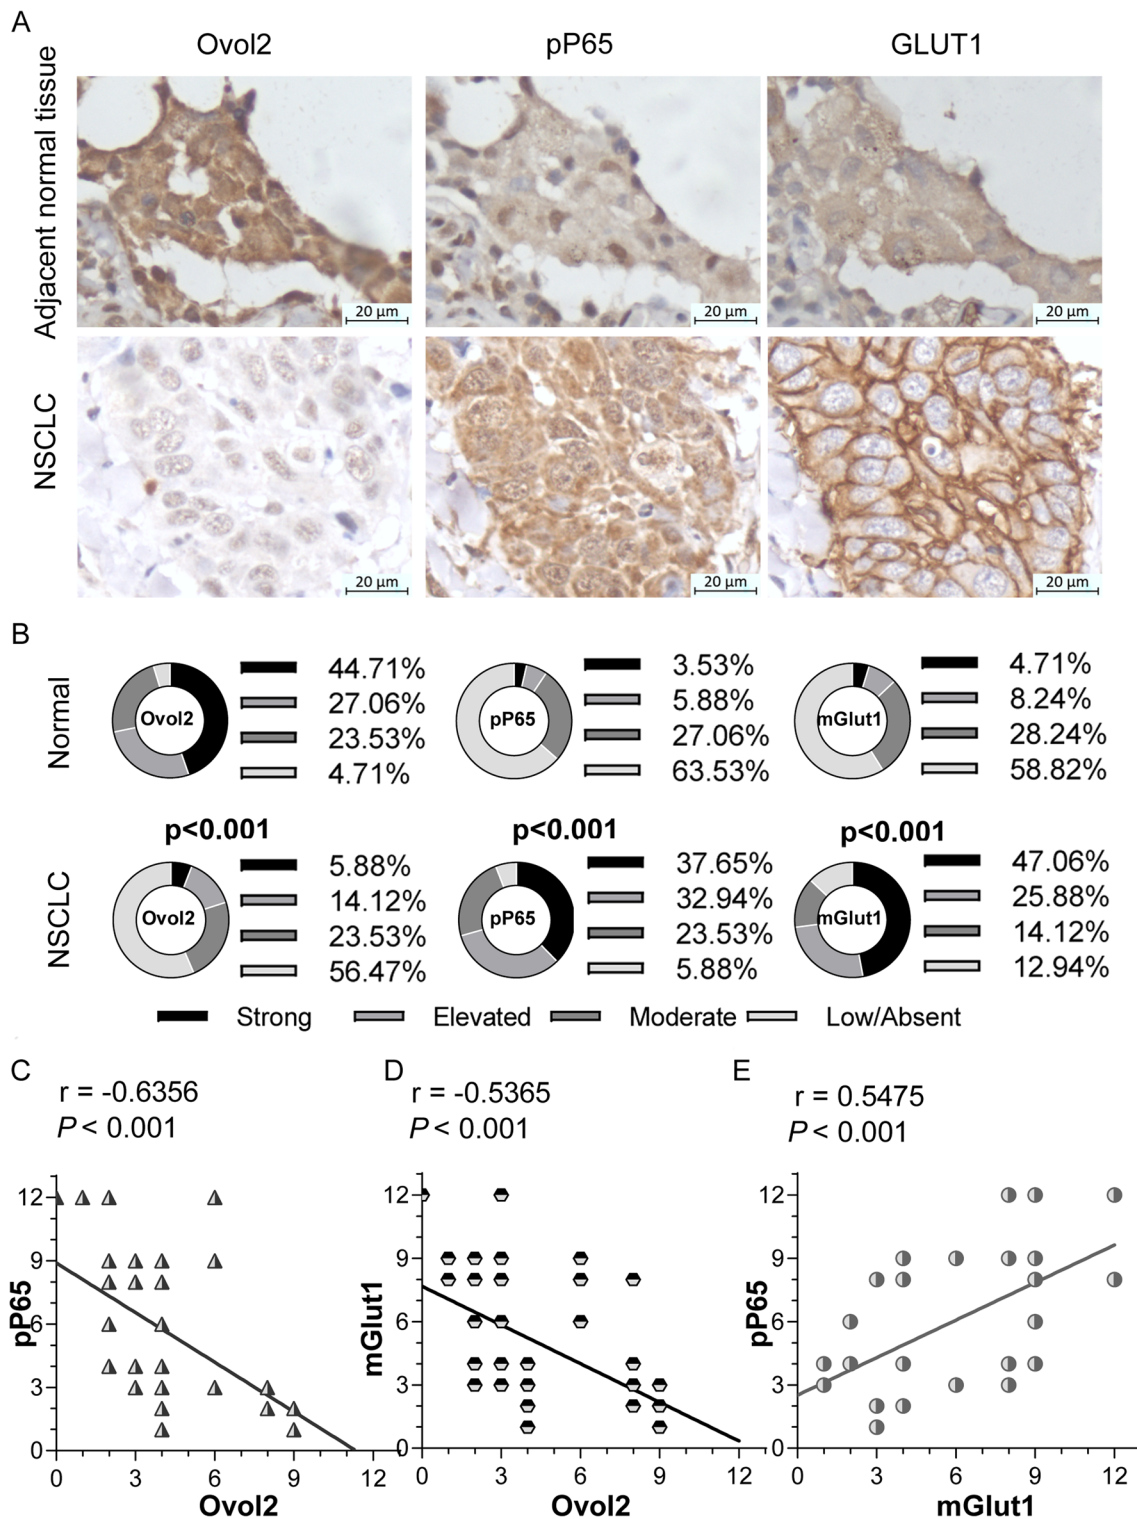 A
Ovol2 pP65 GLUT1
Adjacent normal tissue
20 µm 20 µm 20 µm
NSCLC
20 µm 20 µm 20 µm
B
Normal
Ovol2
44.71%
27.06%
23.53%
4.71%
pP65
3.53%
5.88%
27.06%
63.53%
mGlut1
4.71%
8.24%
28.24%
58.82%
p<0.001 p<0.001 p<0.001
NSCLC
Ovol2
5.88%
14.12%
23.53%
56.47%
pP65
37.65%
32.94%
23.53%
5.88%
mGlut1
47.06%
25.88%
14.12%
12.94%
Strong Elevated Moderate Low/Absent
C
r = -0.6356
P < 0.001
pP65
12
9
6
3
0
0 3 6 9 12
Ovol2
D
r = -0.5365
P < 0.001
mGlut1
12
9
6
3
0
0 3 6 9 12
Ovol2
E
r = 0.5475
P < 0.001
pP65
12
9
6
3
0
0 3 6 9 12
mGlut1